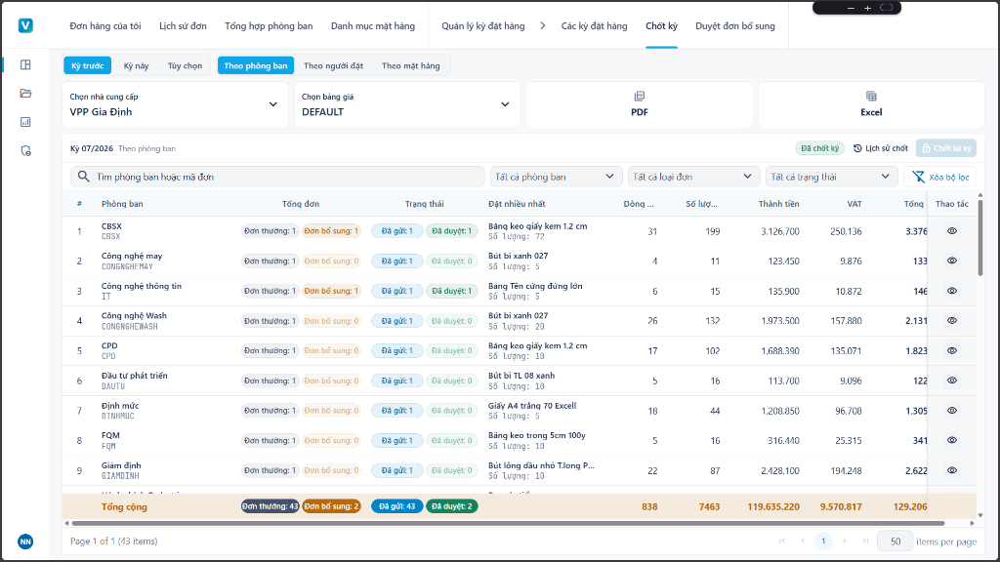 V
Đơn hàng của tôi
Lịch sử đơn
Tổng hợp phòng ban
Danh mục mặt hàng
Quản lý kỳ đặt hàng
Các kỳ đặt hàng
Chốt kỳ
Duyệt đơn bổ sung
Kỳ trước
Kỳ này
Tùy chọn
Theo phòng ban
Theo người đặt
Theo mặt hàng
Chọn nhà cung cấp
VPP Gia Định
Chọn bảng giá
DEFAULT
PDF
Excel
Kỳ 07/2026 Theo phòng ban
Đã chốt kỳ
Lịch sử chốt
Chốt lại kỳ
Tìm phòng ban hoặc mã đơn
Tất cả phòng ban
Tất cả loại đơn
Tất cả trạng thái
Xóa bộ lọc
# Phòng ban Tổng đơn Trạng thái Đặt nhiều nhất Dòng ... Số lượ... Thành tiền VAT Tổng Thao tác
1 CBSX Đơn thường: 1 Đơn bổ sung: 1 Đã gửi: 1 Đã duyệt: 1 Băng keo giấy kem 1.2 cm 31 199 3.126.700 250.136 3.376
CBSX Số lượng: 72
2 Công nghệ may Đơn thường: 1 Đơn bổ sung: 0 Đã gửi: 1 Đã duyệt: 0 Bút bi xanh 027 4 11 123.450 9.876 133
CONGNGHEMAY Số lượng: 5
3 Công nghệ thông tin Đơn thường: 1 Đơn bổ sung: 1 Đã gửi: 1 Đã duyệt: 1 Bảng Tên cứng đứng lớn 6 15 135.900 10.872 146
IT Số lượng: 5
4 Công nghệ Wash Đơn thường: 1 Đơn bổ sung: 0 Đã gửi: 1 Đã duyệt: 0 Bút bi xanh 027 26 132 1.973.500 157.880 2.131
CONGNGHEWASH Số lượng: 20
5 CPD Đơn thường: 1 Đơn bổ sung: 0 Đã gửi: 1 Đã duyệt: 0 Băng keo giấy kem 1.2 cm 17 102 1.688.390 135.071 1.823
CPD Số lượng: 10
6 Đầu tư phát triển Đơn thường: 1 Đơn bổ sung: 0 Đã gửi: 1 Đã duyệt: 0 Bút bi TL 08 xanh 5 16 113.700 9.096 122
DAUTU Số lượng: 10
7 Định mức Đơn thường: 1 Đơn bổ sung: 0 Đã gửi: 1 Đã duyệt: 0 Giấy A4 trắng 70 Excell 18 44 1.208.850 96.708 1.305
DINHMUC Số lượng: 5
8 FQM Đơn thường: 1 Đơn bổ sung: 0 Đã gửi: 1 Đã duyệt: 0 Băng keo trong 5cm 100y 5 16 316.440 25.315 341
FQM Số lượng: 10
9 Giám định Đơn thường: 1 Đơn bổ sung: 0 Đã gửi: 1 Đã duyệt: 0 Bút lông dầu nhỏ T.long P... 22 87 2.428.100 194.248 2.622
GIAMDINH Số lượng: 10
Tổng cộng Đơn thường: 43 Đơn bổ sung: 2 Đã gửi: 43 Đã duyệt: 2 838 7463 119.635.220 9.570.817 129.206
NN
Page 1 of 1 (43 items)
1
50
items per page